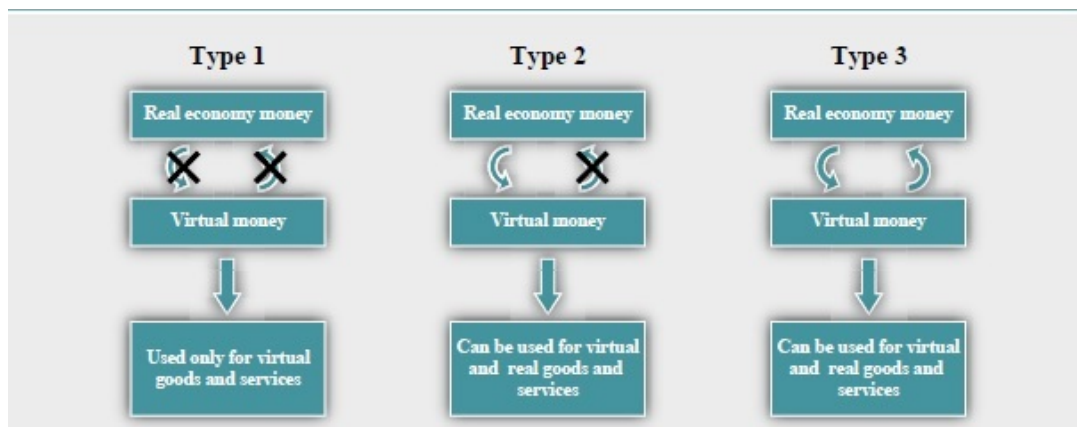 Type 1
Type 2
Type 3
Real economy money
Real economy money
Real economy money
Virtual money
Virtual money
Virtual money
Used only for virtual
goods and services
Can be used for virtual
and real goods and
services
Can be used for virtual
and real goods and
services